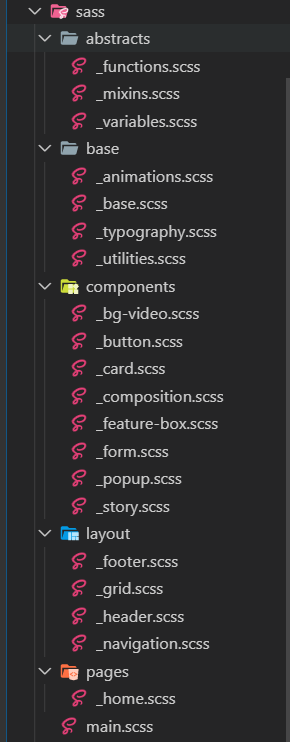 sass
abstracts
_functions.scss
_mixins.scss
_variables.scss
base
_animations.scss
_base.scss
_typography.scss
_utilities.scss
components
_bg-video.scss
_button.scss
_card.scss
_composition.scss
_feature-box.scss
_form.scss
_popup.scss
_story.scss
layout
_footer.scss
_grid.scss
_header.scss
_navigation.scss
pages
_home.scss
main.scss